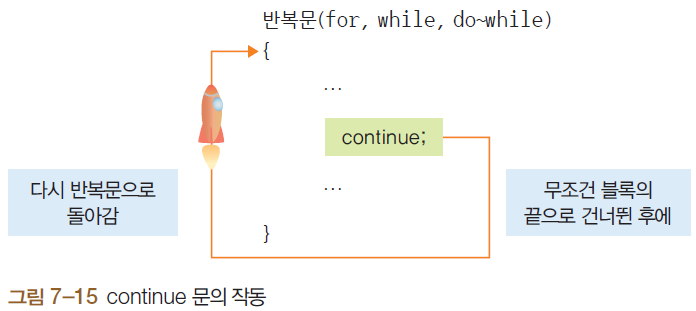 반복문(for, while, do~while)
{
…
continue;
다시 반복문으로
돌아감
…
무조건 블록의
끝으로 건너뛴 후에
}
그림 7-15 continue 문의 작동